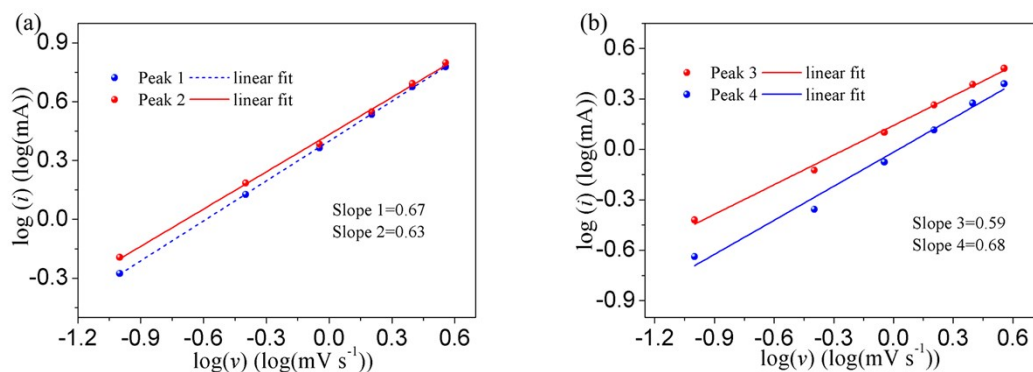 (a)
0.9
0.6
0.3
0.0
-0.3
log (i) (log(mA))
Peak 1 linear fit
Peak 2 linear fit
Slope 1=0.67
Slope 2=0.63
-1.2 -0.9 -0.6 -0.3 0.0 0.3 0.6
log(v) (log(mV s⁻¹))
(b)
0.6
0.3
0.0
-0.3
-0.6
-0.9
log (i) (log(mA))
Peak 3 linear fit
Peak 4 linear fit
Slope 3=0.59
Slope 4=0.68
-1.2 -0.9 -0.6 -0.3 0.0 0.3 0.6
log(v) (log(mV s⁻¹))